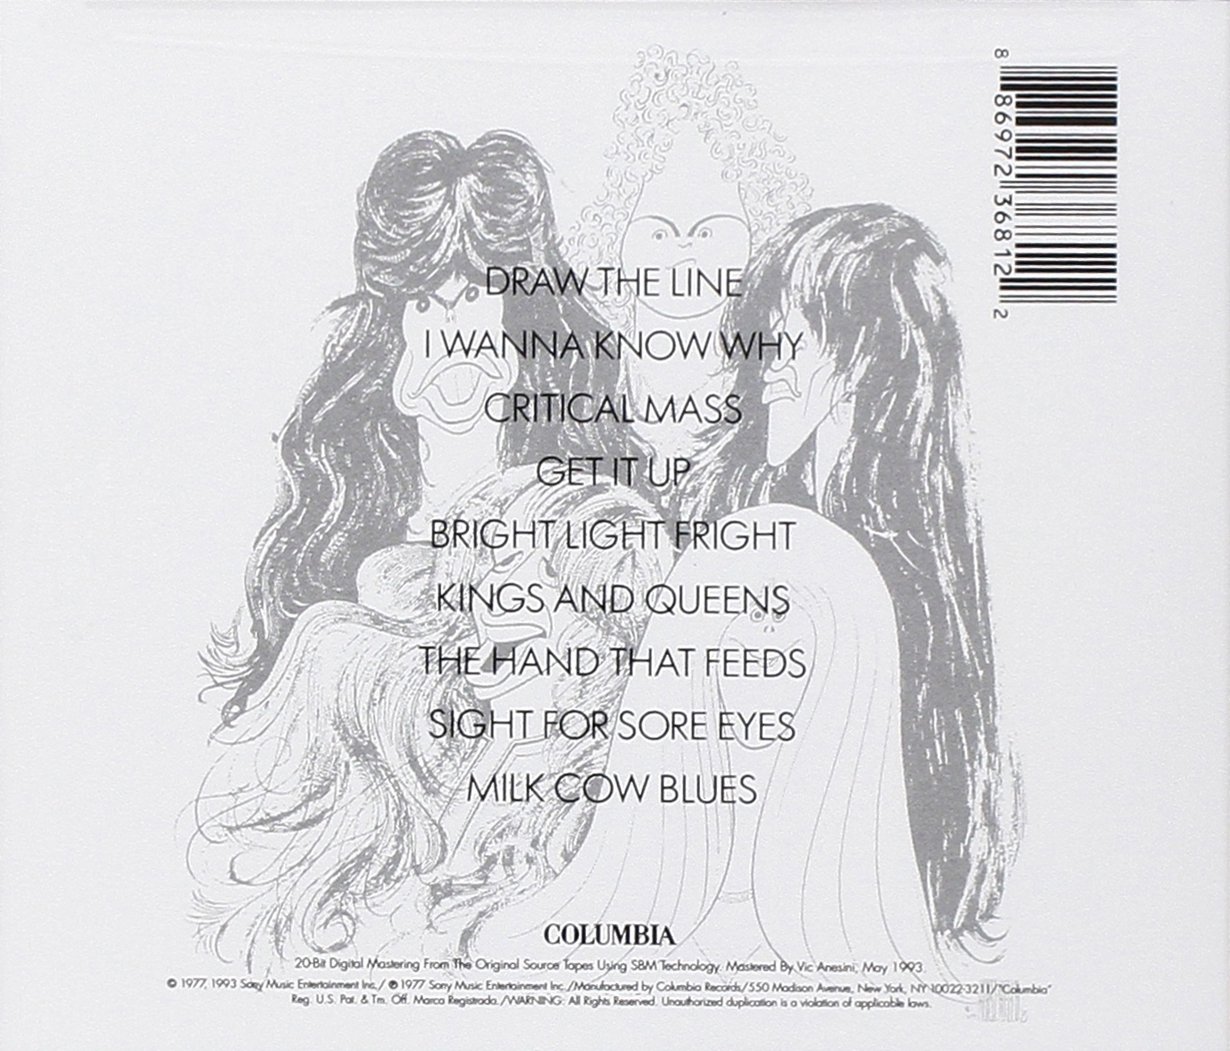 DRAW THE LINE
I WANNA KNOW WHY
CRITICAL MASS
GET IT UP
BRIGHT LIGHT FRIGHT
KINGS AND QUEENS
THE HAND THAT FEEDS
SIGHT FOR SORE EYES
MILK COW BLUES
8 86972 36812 2
COLUMBIA
20-Bit Digital Mastering From The Original Source Tapes Using SBM Technology. Mastered By Vic Anesini, May 1993.
© 1977, 1993 Sony Music Entertainment Inc./ ℗ 1977 Sony Music Entertainment Inc./Manufactured by Columbia Records/550 Madison Avenue, New York, NY 10022-3211/"Columbia"
Reg. U.S. Pat. & Tm. Off. Marca Registrada./WARNING: All Rights Reserved. Unauthorized duplication is a violation of applicable laws.